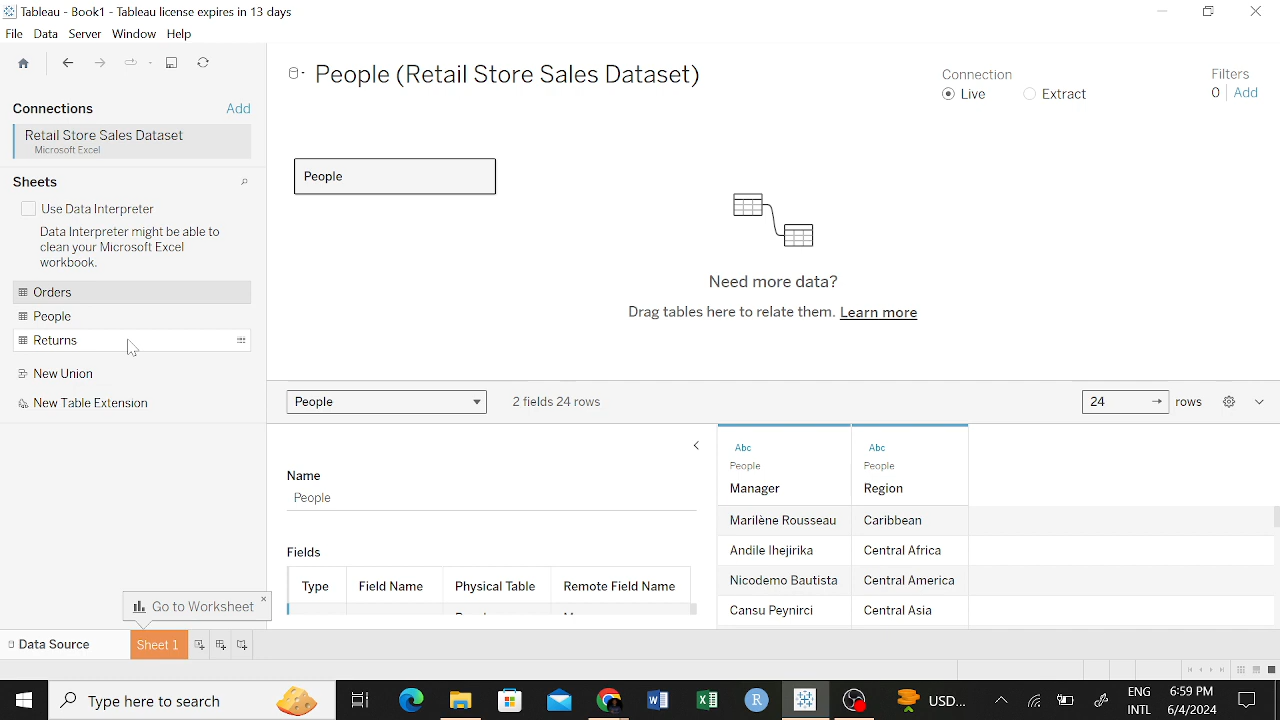 Tableau - Book1 - Tableau license expires in 13 days
File Data Server Window Help
Connections Add
Retail Store Sales Dataset
Microsoft Excel
Sheets
Use Data Interpreter
Data Interpreter might be able to
clean your Microsoft Excel
workbook.
Orders
People
Returns
New Union
New Table Extension
People (Retail Store Sales Dataset)
Connection
Live Extract
Filters
0 Add
People
Need more data?
Drag tables here to relate them. Learn more
People 2 fields 24 rows 24 rows
Name
People
Fields
Type Field Name Physical Table Remote Field Name
Abc Abc
People People
Manager Region
Marilène Rousseau Caribbean
Andile Ihejirika Central Africa
Nicodemo Bautista Central America
Cansu Peynirci Central Asia
Go to Worksheet
Data Source Sheet 1
Type here to search
USD...
ENG
INTL
6:59 PM
6/4/2024